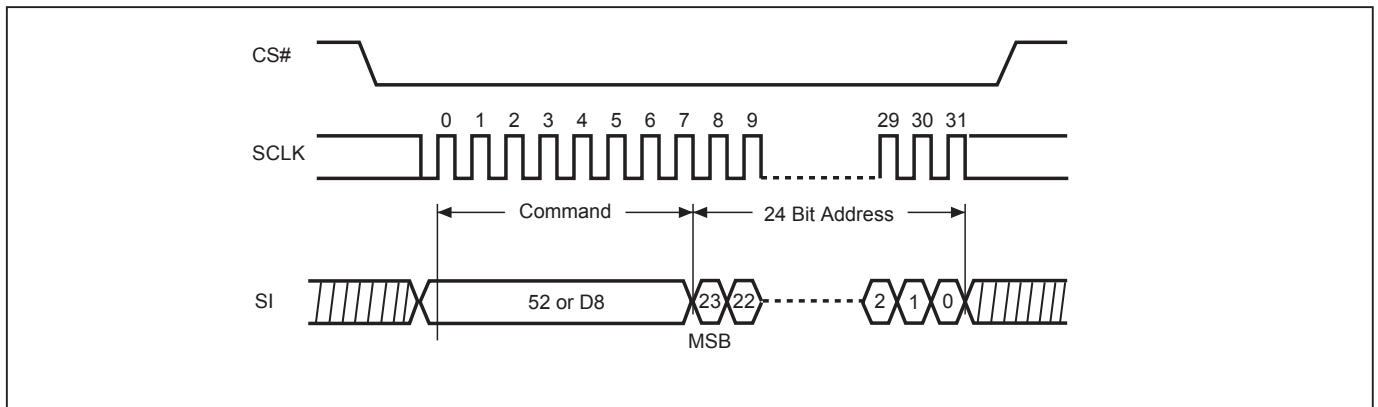 CS#
0 1 2 3 4 5 6 7 8 9 29 30 31
SCLK
Command 24 Bit Address
SI 52 or D8 23 22 2 1 0
MSB